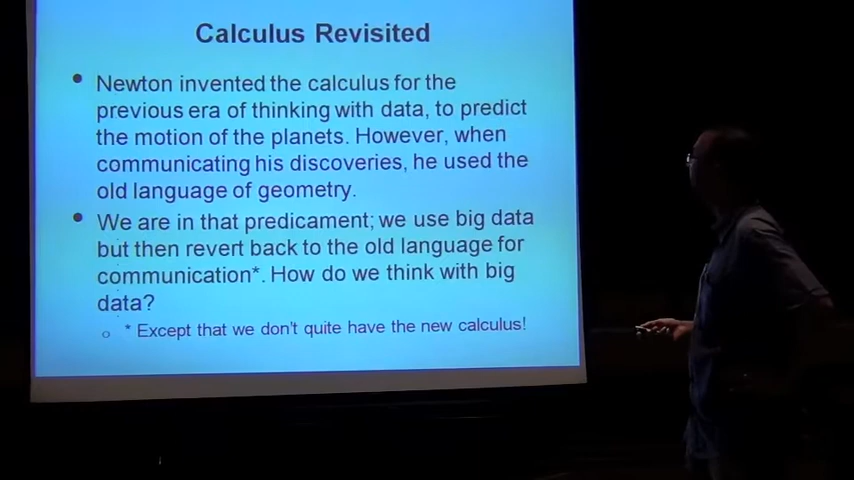 Calculus Revisited
• Newton invented the calculus for the
previous era of thinking with data, to predict
the motion of the planets. However, when
communicating his discoveries, he used the
old language of geometry.
• We are in that predicament; we use big data
but then revert back to the old language for
communication*. How do we think with big
data?
o * Except that we don't quite have the new calculus!